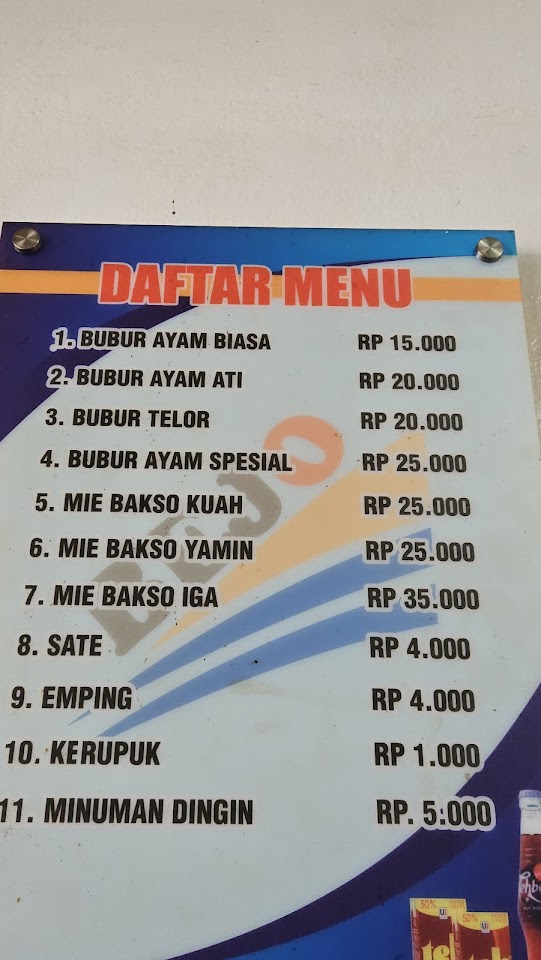 DAFTAR MENU
1. BUBUR AYAM BIASA RP 15.000
2. BUBUR AYAM ATI RP 20.000
3. BUBUR TELOR RP 20.000
4. BUBUR AYAM SPESIAL RP 25.000
5. MIE BAKSO KUAH RP 25.000
6. MIE BAKSO YAMIN RP 25.000
7. MIE BAKSO IGA RP 35.000
8. SATE RP 4.000
9. EMPING RP 4.000
10. KERUPUK RP 1.000
11. MINUMAN DINGIN RP. 5.000
REJO
50%
50%